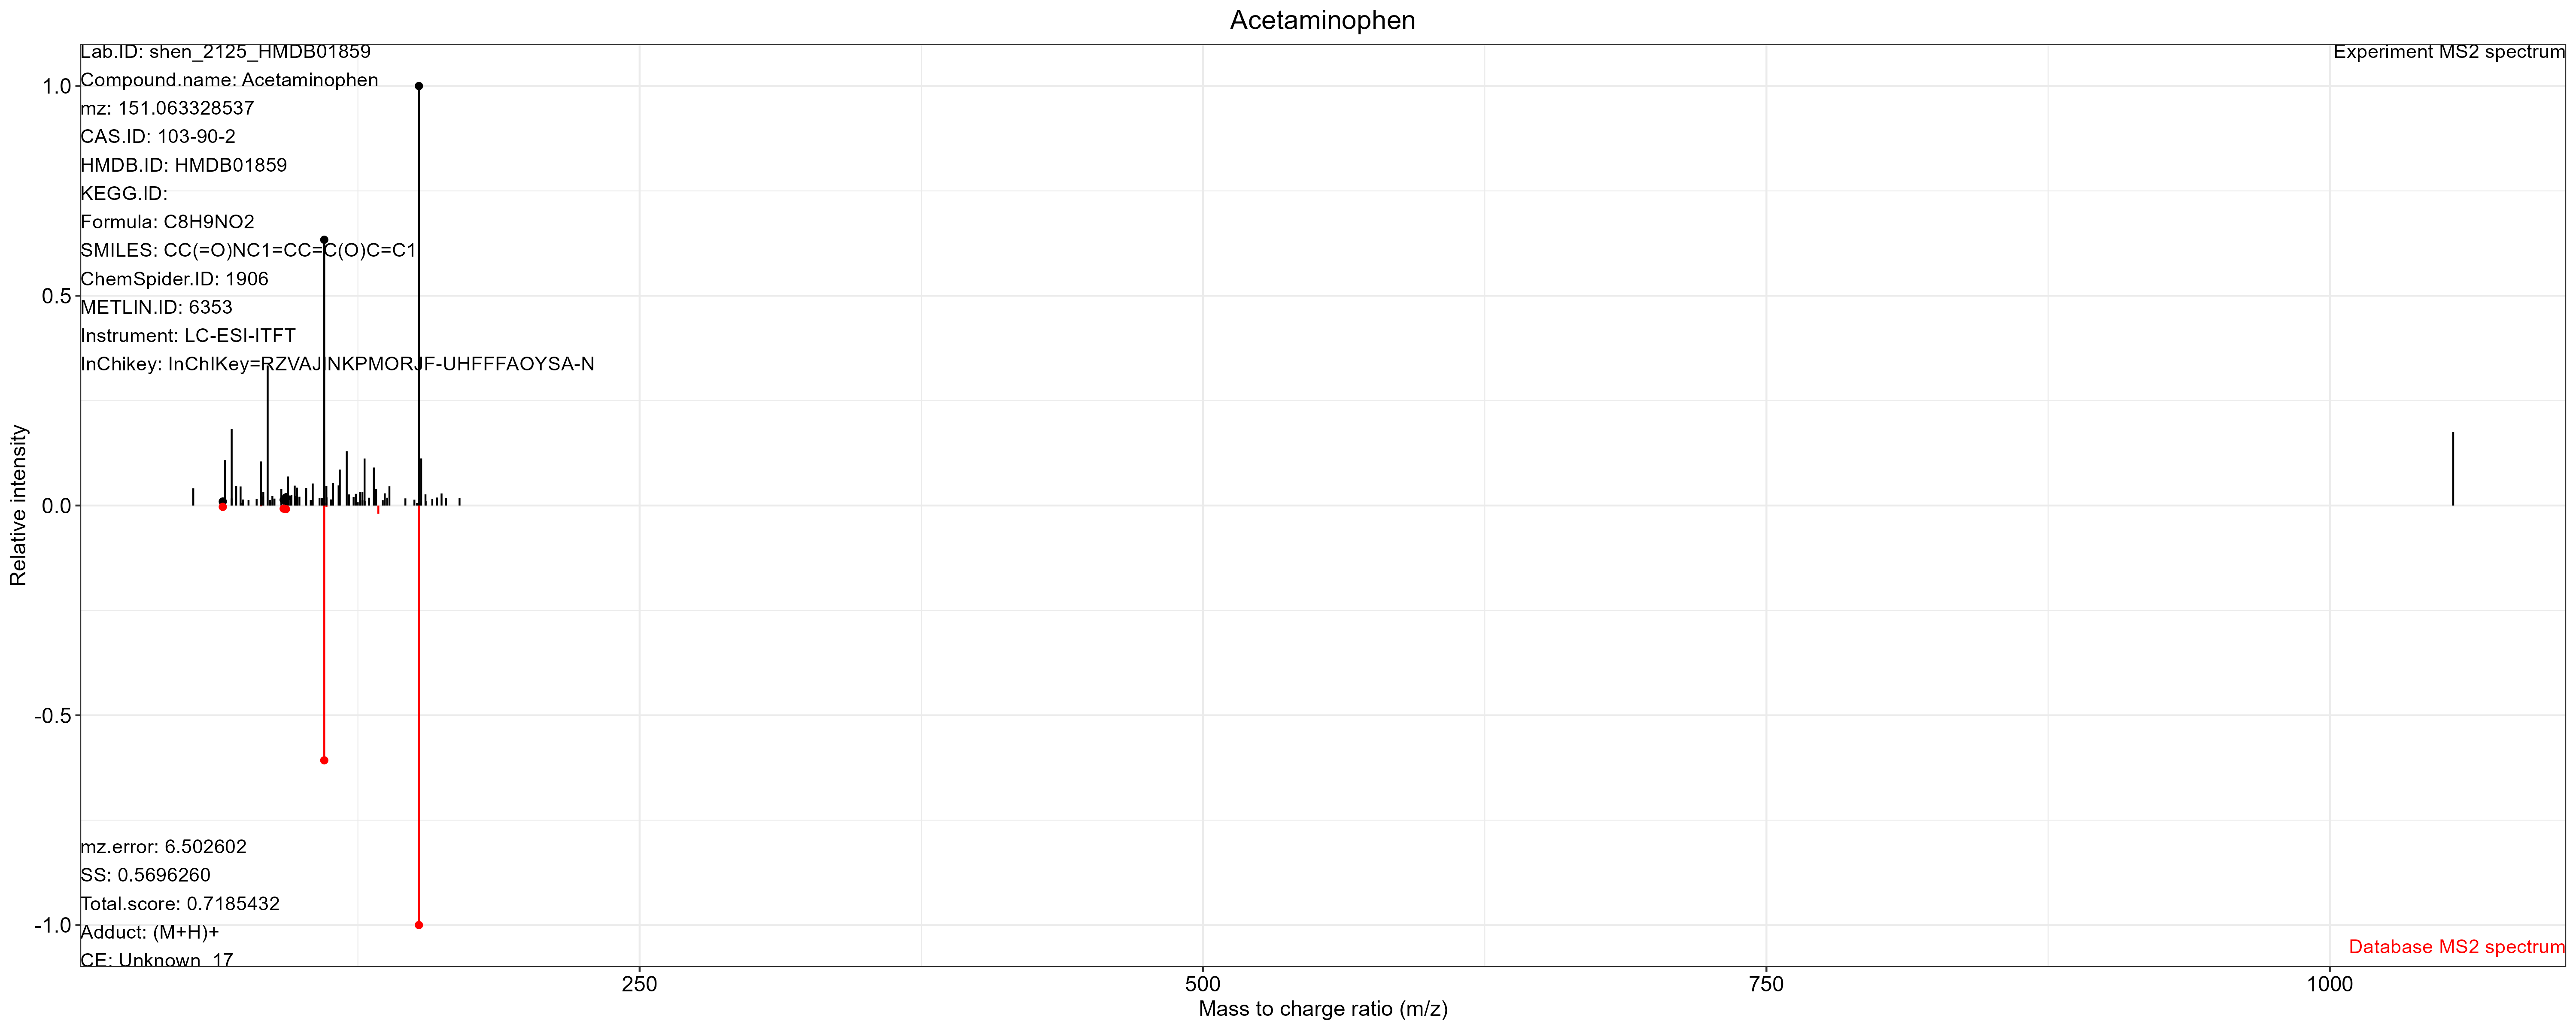 Acetaminophen
Lab.ID: shen_2125_HMDB01859
Experiment MS2 spectrum
Compound.name: Acetaminophen
mz: 151.063328537
CAS.ID: 103-90-2
HMDB.ID: HMDB01859
KEGG.ID:
Formula: C8H9NO2
SMILES: CC(=O)NC1=CC=C(O)C=C1
ChemSpider.ID: 1906
METLIN.ID: 6353
Instrument: LC-ESI-ITFT
InChikey: InChIKey=RZVAJINKPMORJF-UHFFFAOYSA-N
1.0
0.5
0.0
-0.5
-1.0
Relative intensity
mz.error: 6.502602
SS: 0.5696260
Total.score: 0.7185432
Adduct: (M+H)+
CE: Unknown_17
Database MS2 spectrum
250
500
750
1000
Mass to charge ratio (m/z)